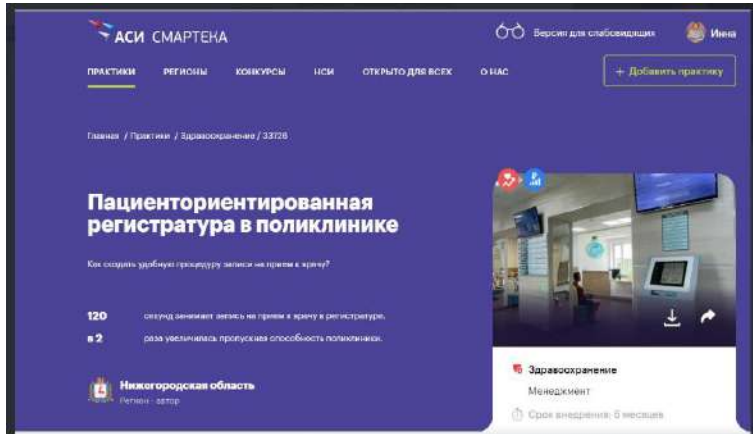 АСИ СМАРТЕКА
Версия для слабовидящих
Инна
ПРАКТИКИ РЕГИОНЫ КОНКУРСЫ НСИ ОТКРЫТО ДЛЯ ВСЕХ О НАС
+ Добавить практику
Главная / Практики / Здравоохранение / 33726
Пациенториентированная
регистратура в поликлинике
Как создать удобную процедуру записи на прием к врачу?
120 секунд занимает запись на прием к врачу в регистратуре.
в 2 раза увеличилась пропускная способность поликлиники.
Нижегородская область
Регион - автор
Здравоохранение
Менеджмент
Срок внедрения: 6 месяцев